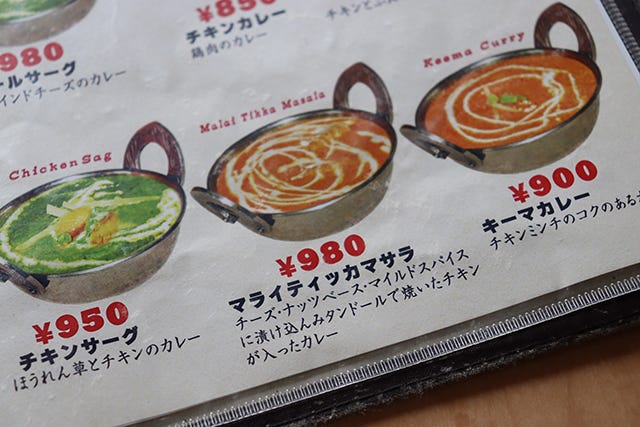 980
ールサーグ
インドチーズのカレー
¥850
チキンカレー
鶏肉のカレー
Chicken Sag
¥950
チキンサーグ
ほうれん草とチキンのカレー
Malai Tikka Masala
¥980
マライティッカマサラ
チーズ・ナッツペース・マイルドスパイス
に漬け込んみタンドールで焼いたチキン
が入ったカレー
Keema Curry
¥900
キーマカレー
チキンミンチのコクのある